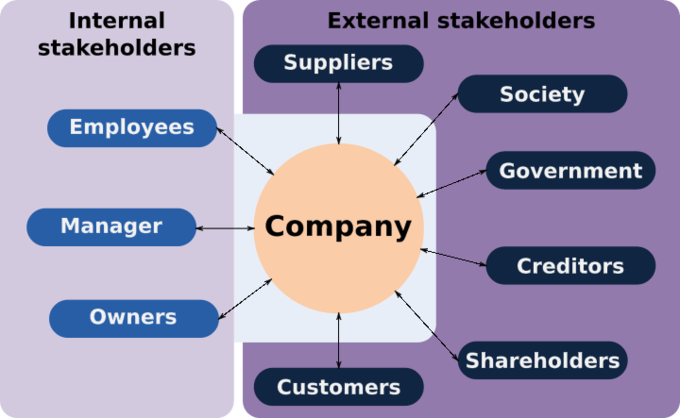 Internal
stakeholders
External stakeholders
Suppliers
Society
Employees
Government
Manager
Company
Creditors
Owners
Shareholders
Customers